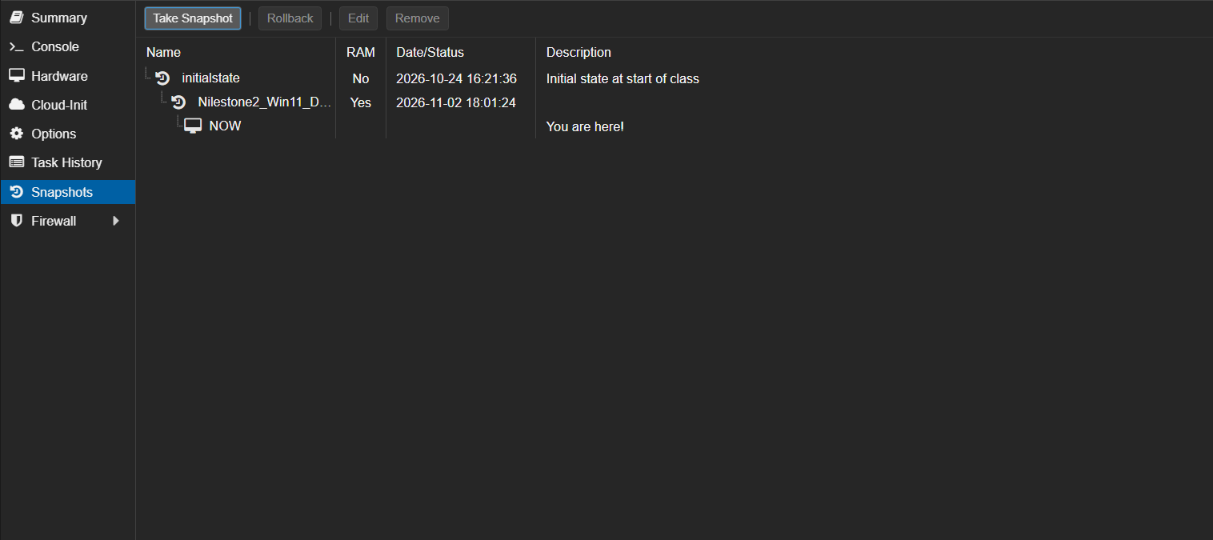 Summary
Console
Hardware
Cloud-Init
Options
Task History
Snapshots
Firewall
Take Snapshot Rollback Edit Remove
Name RAM Date/Status Description
initialstate No 2026-10-24 16:21:36 Initial state at start of class
Nilestone2_Win11_D... Yes 2026-11-02 18:01:24
NOW You are here!